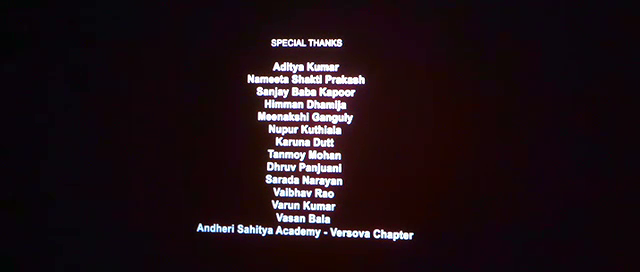 SPECIAL THANKS
Aditya Kumar
Nameeta Shakti Prakash
Sanjay Baba Kapoor
Himman Dhamija
Meenakshi Ganguly
Nupur Kuthiala
Karuna Dutt
Tanmoy Mohan
Dhruv Panjuani
Sarada Narayan
Vaibhav Rao
Varun Kumar
Vasan Bala
Andheri Sahitya Academy - Versova Chapter